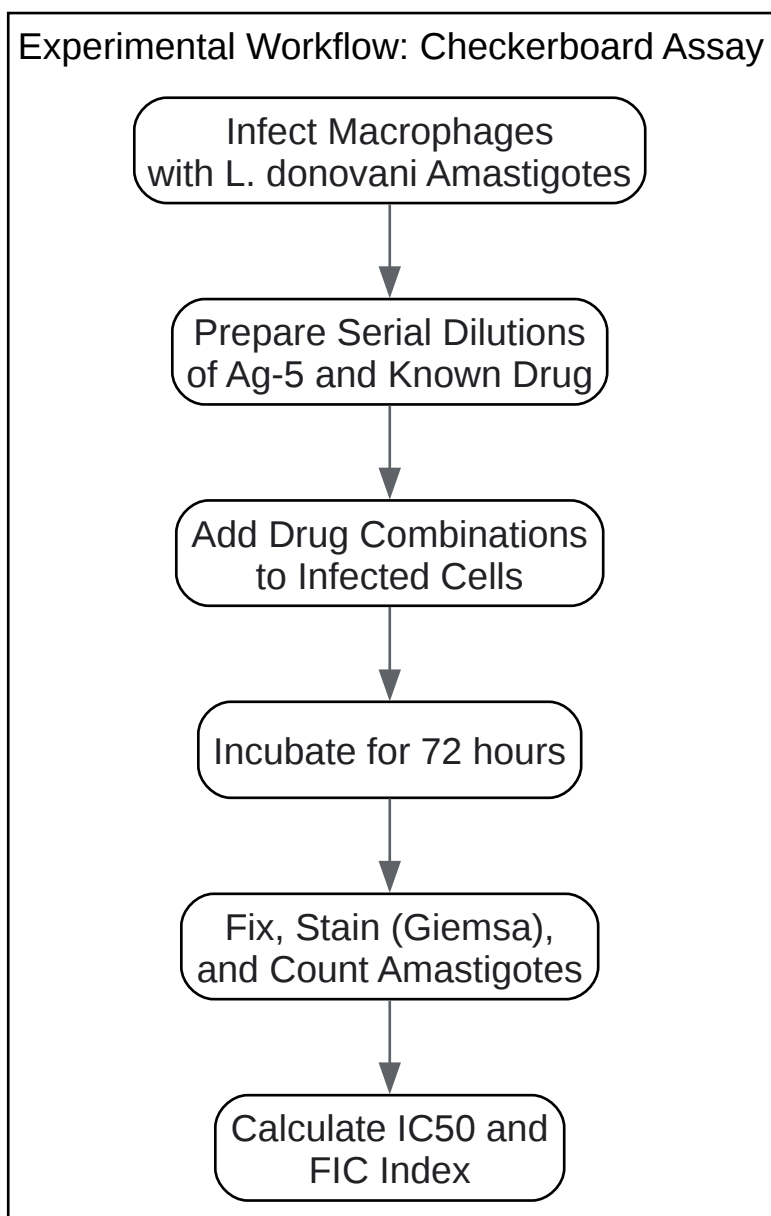 Experimental Workflow: Checkerboard Assay
Infect Macrophages
with L. donovani Amastigotes
Prepare Serial Dilutions
of Ag-5 and Known Drug
Add Drug Combinations
to Infected Cells
Incubate for 72 hours
Fix, Stain (Giemsa),
and Count Amastigotes
Calculate IC50 and
FIC Index